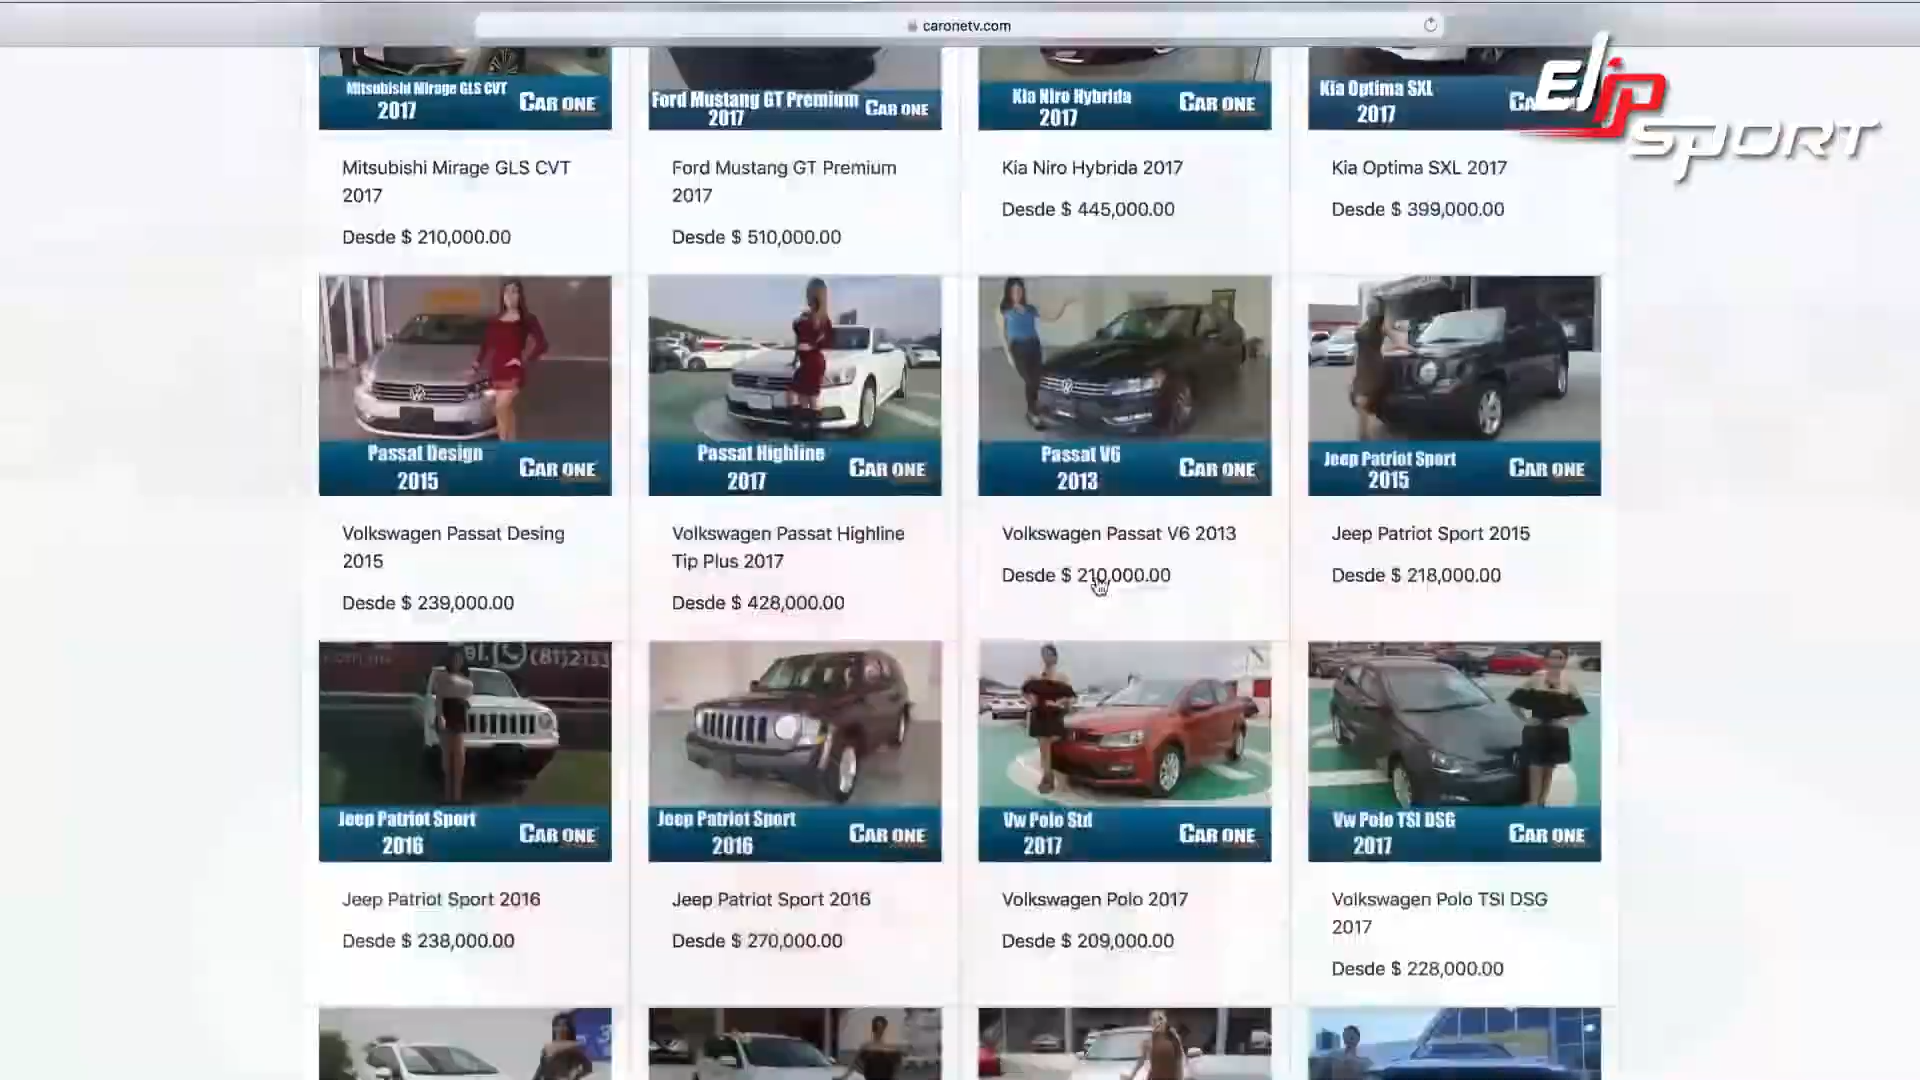 caronetv.com
Mitsubishi Mirage GLS CVT
2017
CAR ONE
Ford Mustang GT Premium
2017
CAR ONE
Kia Niro Hybrida
2017
CAR ONE
Kia Optima SXL
2017
ElJP
SPORT
Mitsubishi Mirage GLS CVT
2017
Desde $ 210,000.00
Ford Mustang GT Premium
2017
Desde $ 510,000.00
Kia Niro Hybrida 2017
Desde $ 445,000.00
Kia Optima SXL 2017
Desde $ 399,000.00
Passat Design
2015
CAR ONE
Passat Highline
2017
CAR ONE
Passat V6
2013
CAR ONE
Jeep Patriot Sport
2015
CAR ONE
Volkswagen Passat Desing
2015
Desde $ 239,000.00
Volkswagen Passat Highline
Tip Plus 2017
Desde $ 428,000.00
Volkswagen Passat V6 2013
Desde $ 210,000.00
Jeep Patriot Sport 2015
Desde $ 218,000.00
Jeep Patriot Sport
2016
CAR ONE
Jeep Patriot Sport
2016
CAR ONE
Vw Polo Std
2017
CAR ONE
Vw Polo TSI DSG
2017
CAR ONE
Jeep Patriot Sport 2016
Desde $ 238,000.00
Jeep Patriot Sport 2016
Desde $ 270,000.00
Volkswagen Polo 2017
Desde $ 209,000.00
Volkswagen Polo TSI DSG
2017
Desde $ 228,000.00